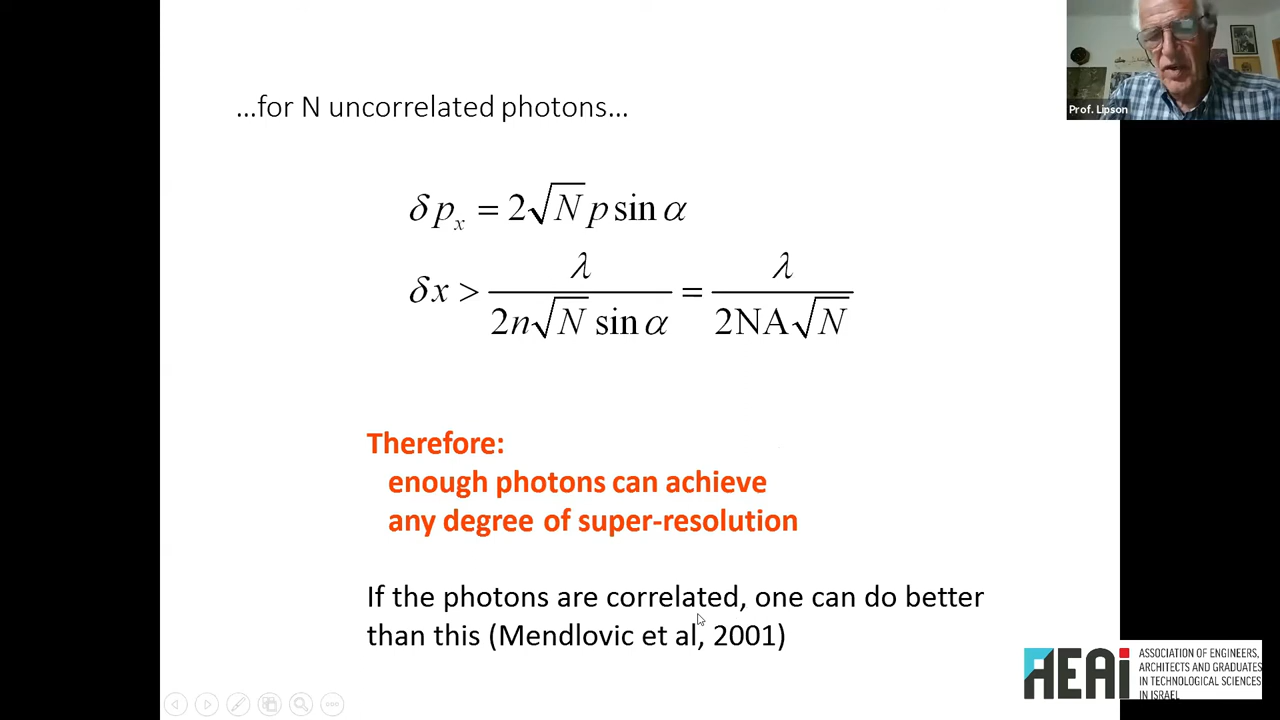 ...for N uncorrelated photons...
Prof. Lipson
δpₓ = 2√N p sin α
δx > λ / (2n√N sin α) = λ / (2NA√N)
Therefore:
enough photons can achieve
any degree of super-resolution
If the photons are correlated, one can do better
than this (Mendlovic et al, 2001)
AEAi
ASSOCIATION OF ENGINEERS,
ARCHITECTS AND GRADUATES
IN TECHNOLOGICAL SCIENCES
IN ISRAEL